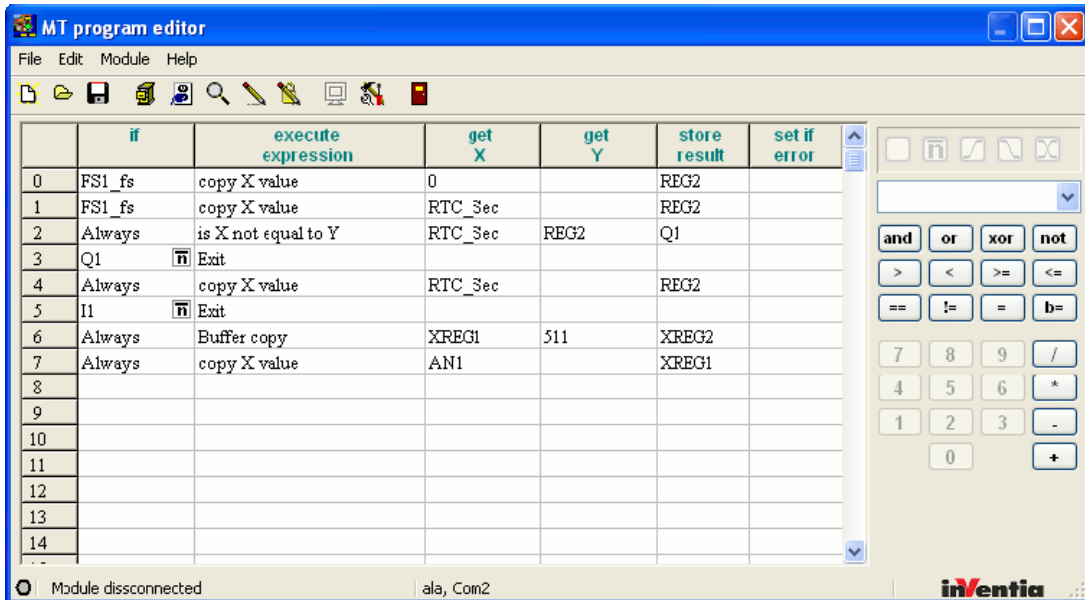 MT program editor
File Edit Module Help
if execute expression get X get Y store result set if error
0 FS1_fs copy X value 0 REG2
1 FS1_fs copy X value RTC_Sec REG2
2 Always is X not equal to Y RTC_Sec REG2 Q1
3 Q1 n Exit
4 Always copy X value RTC_Sec REG2
5 I1 n Exit
6 Always Buffer copy XREG1 511 XREG2
7 Always copy X value AN1 XREG1
8
9
10
11
12
13
14
n
and or xor not
> < >= <=
== != = b=
7 8 9 /
4 5 6 *
1 2 3 -
0 +
Module dissconnected ala, Com2 inVentia